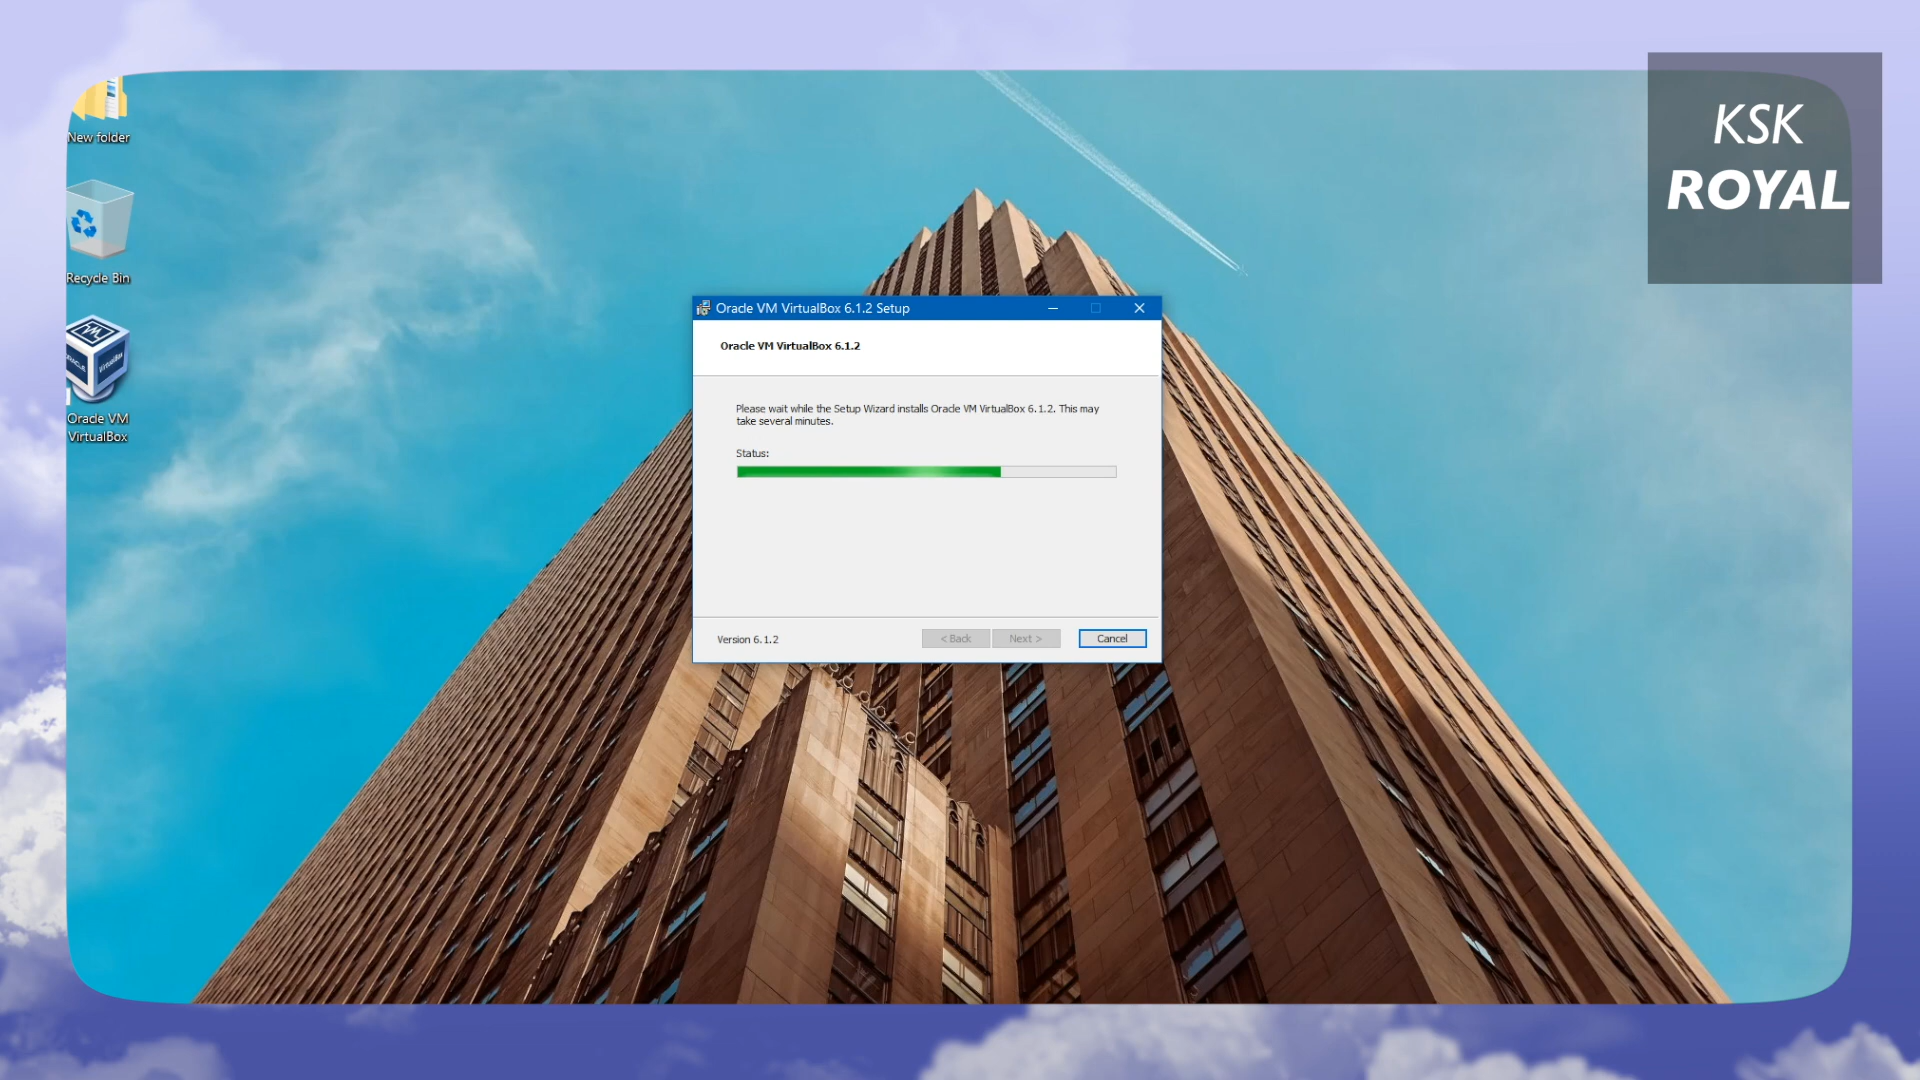 New folder
Recycle Bin
Oracle VM
VirtualBox
KSK
ROYAL
Oracle VM VirtualBox 6.1.2 Setup
Oracle VM VirtualBox 6.1.2
Please wait while the Setup Wizard installs Oracle VM VirtualBox 6.1.2. This may
take several minutes.
Status:
Version 6.1.2
< Back
Next >
Cancel